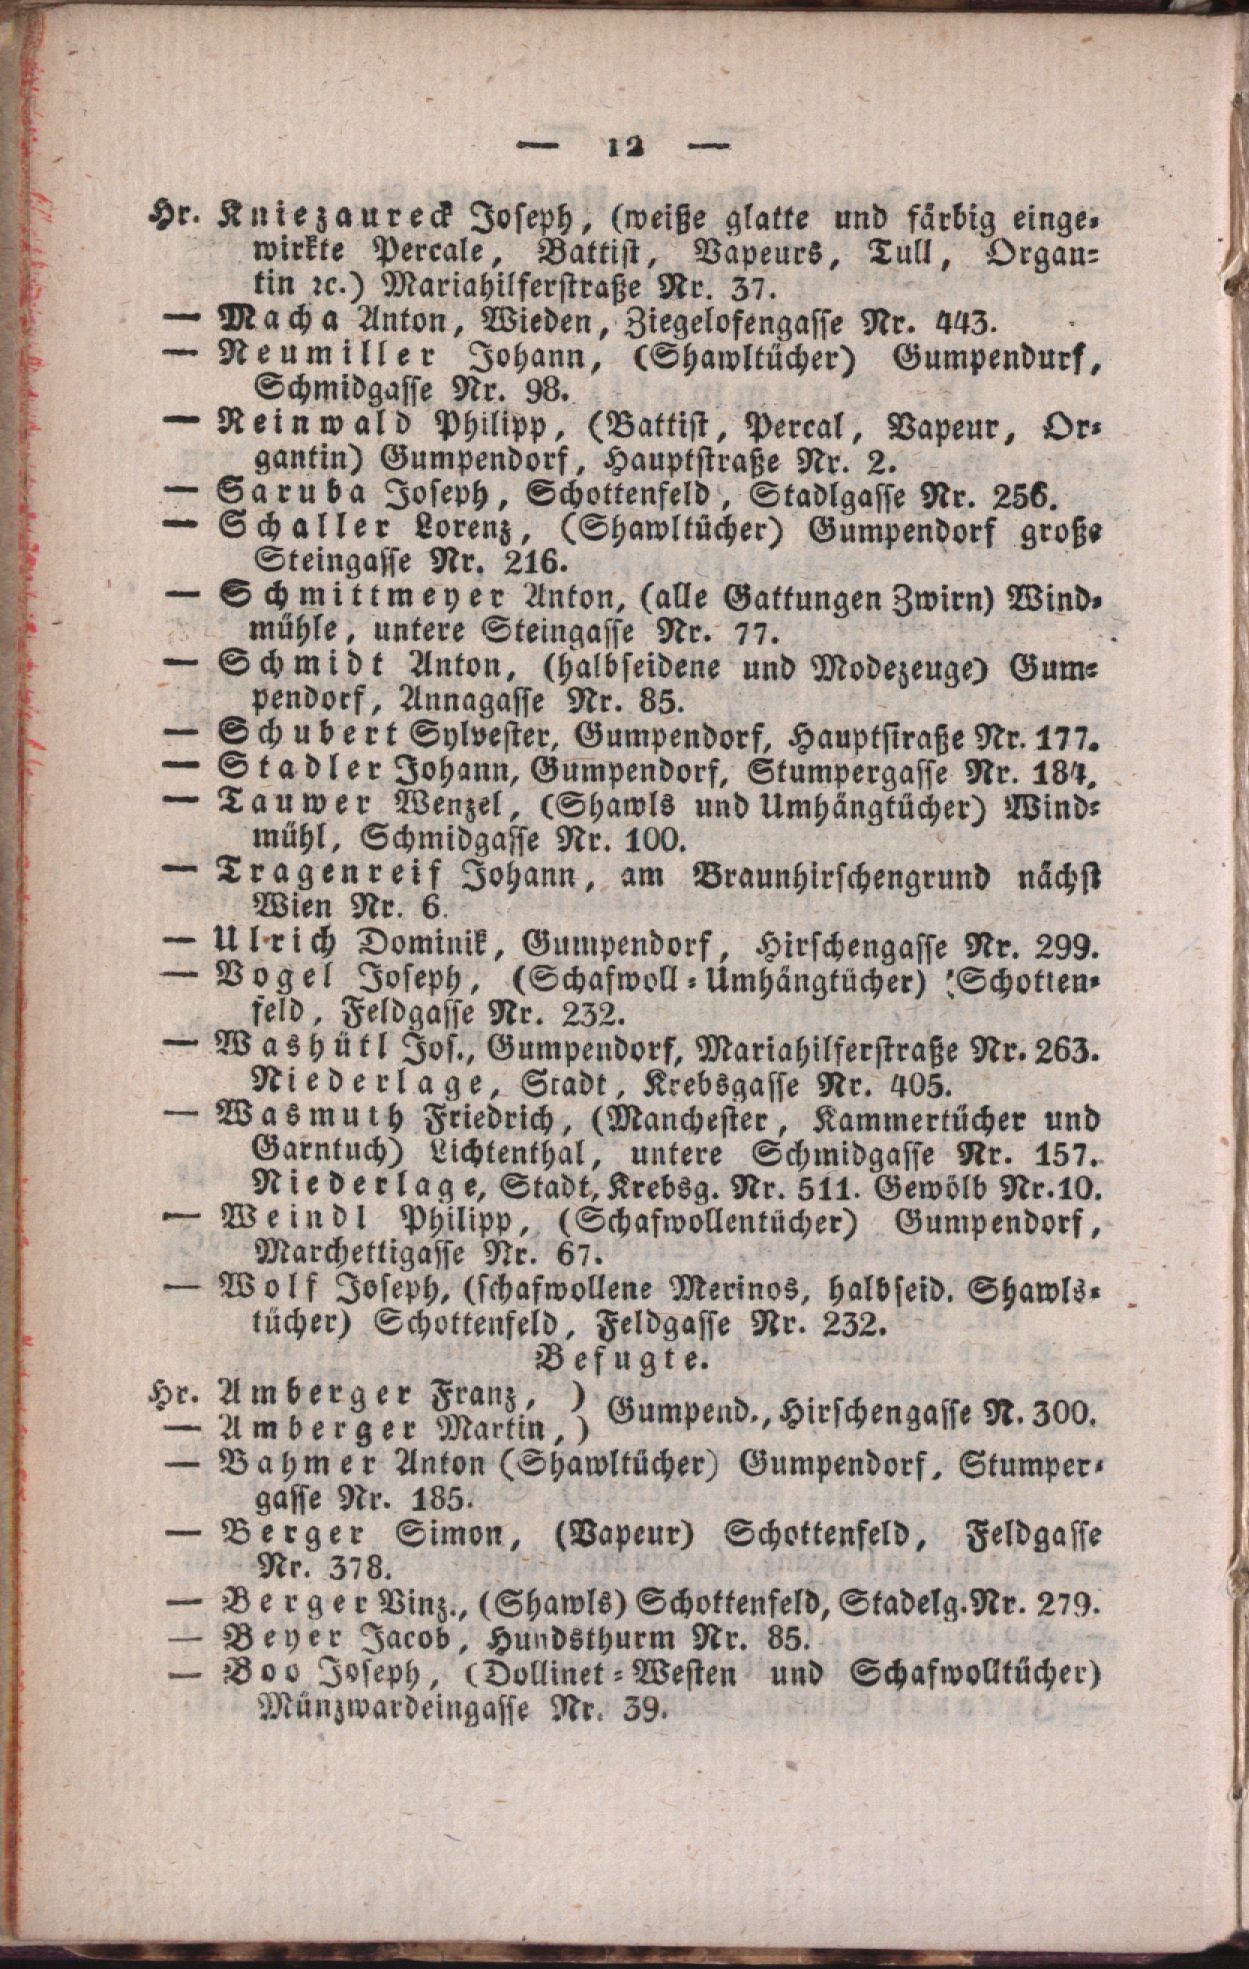 — 12 —
Hr. Kniezaureck Joseph, (weiße glatte und färbig einge-
wirkte Percale, Battist, Vapeurs, Tull, Organ-
tin ꝛc.) Mariahilferstraße Nr. 37.
— Macha Anton, Wieden, Ziegelofengasse Nr. 443.
— Neumiller Johann, (Shawltücher) Gumpendurf,
Schmidgasse Nr. 98.
— Reinwald Philipp, (Battist, Percal, Vapeur, Or-
gantin) Gumpendorf, Hauptstraße Nr. 2.
— Saruba Joseph, Schottenfeld, Stadlgasse Nr. 256.
— Schaller Lorenz, (Shawltücher) Gumpendorf große
Steingasse Nr. 216.
— Schmittmeyer Anton, (alle Gattungen Zwirn) Wind-
mühle, untere Steingasse Nr. 77.
— Schmidt Anton, (halbseidene und Modezeuge) Gum-
pendorf, Annagasse Nr. 85.
— Schubert Sylvester, Gumpendorf, Hauptstraße Nr. 177.
— Stadler Johann, Gumpendorf, Stumpergasse Nr. 184.
— Tauwer Wenzel, (Shawls und Umhängtücher) Wind-
mühl, Schmidgasse Nr. 100.
— Tragenreif Johann, am Braunhirschengrund nächst
Wien Nr. 6.
— Ulrich Dominik, Gumpendorf, Hirschengasse Nr. 299.
— Vogel Joseph, (Schafwoll-Umhängtücher) Schotten-
feld, Feldgasse Nr. 232.
— Washütl Jos., Gumpendorf, Mariahilferstraße Nr. 263.
Niederlage, Stadt, Krebsgasse Nr. 405.
— Wasmuth Friedrich, (Manchester, Kammertücher und
Garntuch) Lichtenthal, untere Schmidgasse Nr. 157.
Niederlage, Stadt, Krebsg. Nr. 511. Gewölb Nr. 10.
— Weindl Philipp, (Schafwollentücher) Gumpendorf,
Marchettigasse Nr. 67.
— Wolf Joseph, (schafwollene Merinos, halbseid. Shawls-
tücher) Schottenfeld, Feldgasse Nr. 232.
Befugte.
Hr. Amberger Franz, )
— Amberger Martin, ) Gumpend., Hirschengasse N. 300.
— Bahmer Anton (Shawltücher) Gumpendorf, Stumper-
gasse Nr. 185.
— Berger Simon, (Vapeur) Schottenfeld, Feldgasse
Nr. 378.
— Berger Vinz., (Shawls) Schottenfeld, Stadelg. Nr. 279.
— Beyer Jacob, Hundsthurm Nr. 85.
— Boo Joseph, (Dollinet-Westen und Schafwolltücher)
Münzwardeingasse Nr. 39.